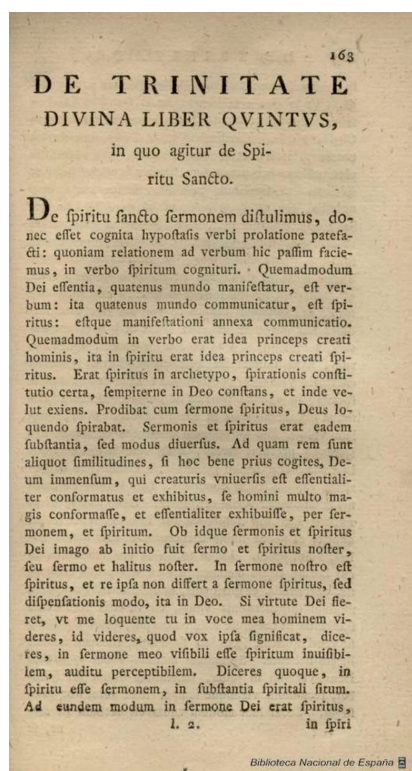 163
DE TRINITATE
DIVINA LIBER QVINTVS,
in quo agitur de Spi-
ritu Sancto.
De ſpiritu ſancto ſermonem diſtulimus, do-
nec eſſet cognita hypoſtaſis verbi prolatione patefa-
cti: quoniam relationem ad verbum hic paſſim facie-
mus, in verbo ſpiritum cognituri. Quemadmodum
Dei eſſentia, quatenus mundo manifeſtatur, eſt ver-
bum: ita quatenus mundo communicatur, eſt ſpi-
ritus: eſtque manifeſtationi annexa communicatio.
Quemadmodum in verbo erat idea princeps creati
hominis, ita in ſpiritu erat idea princeps creati ſpi-
ritus. Erat ſpiritus in archetypo, ſpirationis conſti-
tutio certa, ſempiterne in Deo conſtans, et inde ve-
lut exiens. Prodibat cum ſermone ſpiritus, Deus lo-
quendo ſpirabat. Sermonis et ſpiritus erat eadem
ſubſtantia, ſed modus diuerſus. Ad quam rem ſunt
aliquot ſimilitudines, ſi hoc bene prius cogites, De-
um immenſum, qui creaturis vniuerſis eſt eſſentiali-
ter conformatus et exhibitus, ſe homini multo ma-
gis conformaſſe, et eſſentialiter exhibuiſſe, per ſer-
monem, et ſpiritum. Ob idque ſermonis et ſpiritus
Dei imago ab initio fuit ſermo et ſpiritus noſter,
ſeu ſermo et halitus noſter. In ſermone noſtro eſt
ſpiritus, et re ipſa non differt a ſermone ſpiritus, ſed
diſpenſationis modo, ita in Deo. Si virtute Dei fie-
ret, vt me loquente tu in voce mea hominem vi-
deres, id videres, quod vox ipſa ſignificat, dice-
res, in ſermone meo viſibili eſſe ſpiritum inuiſibi-
lem, auditu perceptibilem. Diceres quoque, in
ſpiritu eſſe ſermonem, in ſubſtantia ſpiritali ſitum.
Ad eundem modum in ſermone Dei erat ſpiritus,
l. 2. in ſpiri
Biblioteca Nacional de España